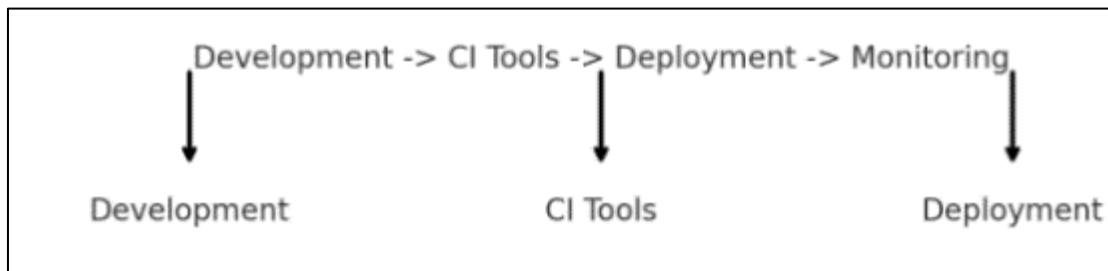 Development -> CI Tools -> Deployment -> Monitoring
Development
CI Tools
Deployment